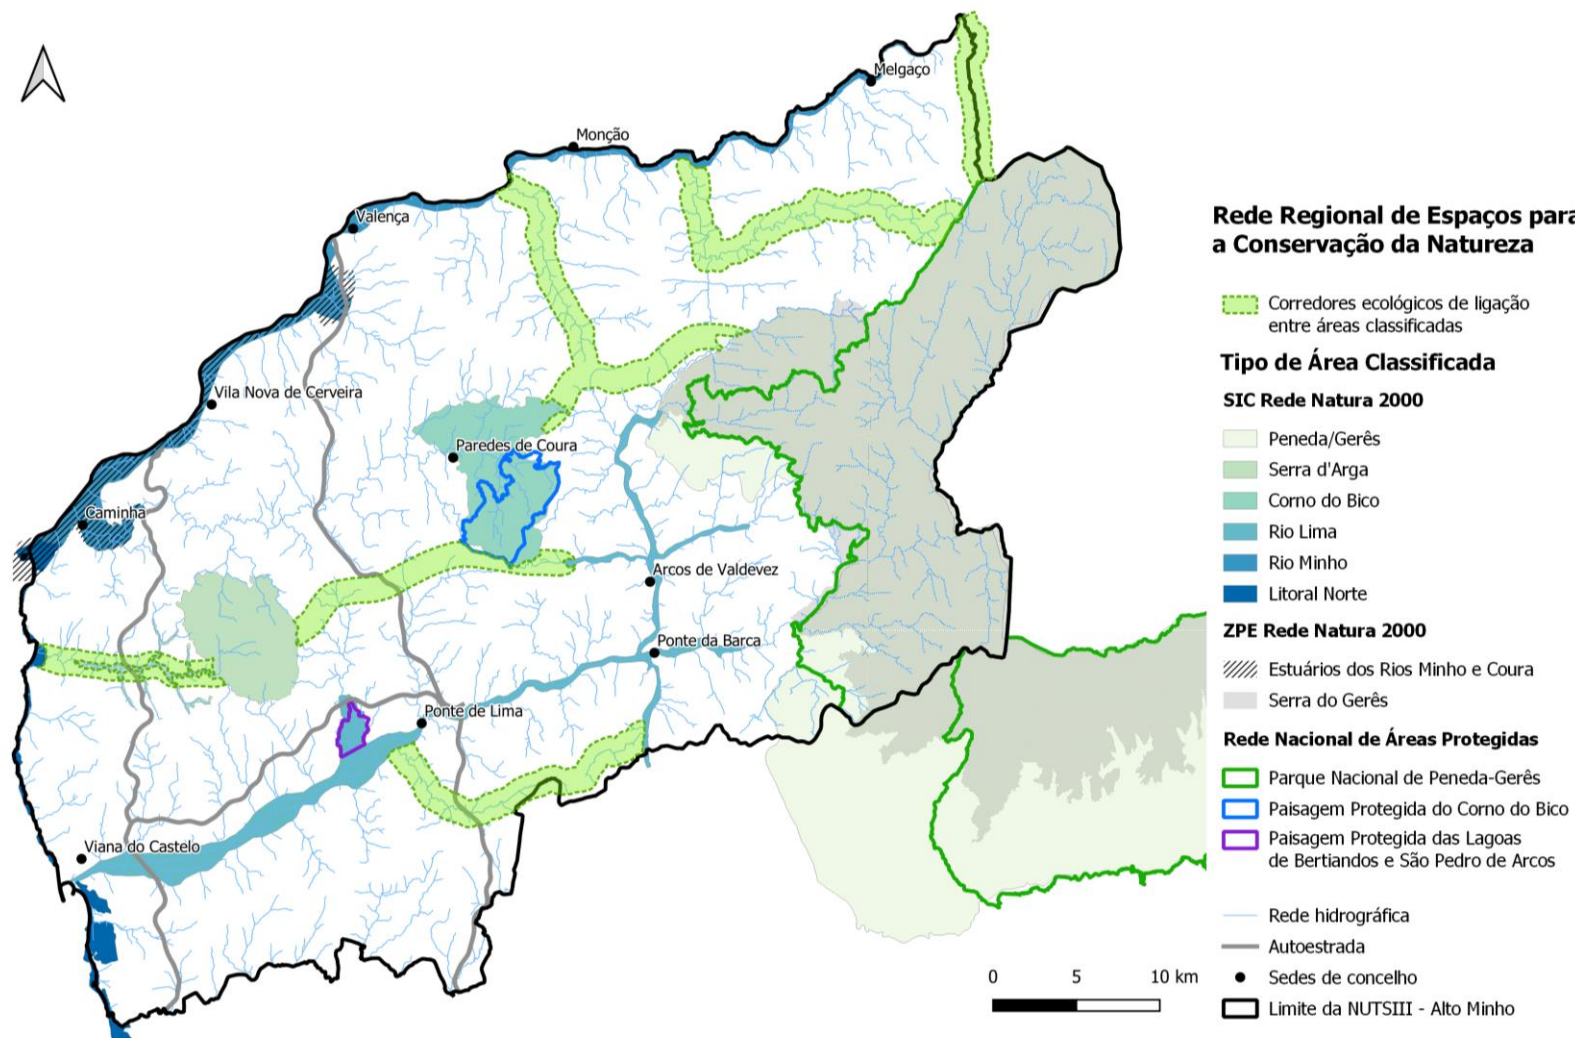 Melgaço
Monção
Valença
Vila Nova de Cerveira
Paredes de Coura
Caminha
Arcos de Valdevez
Ponte da Barca
Ponte de Lima
Viana do Castelo
Rede Regional de Espaços para
a Conservação da Natureza
Corredores ecológicos de ligação
entre áreas classificadas
Tipo de Área Classificada
SIC Rede Natura 2000
Peneda/Gerês
Serra d'Arga
Corno do Bico
Rio Lima
Rio Minho
Litoral Norte
ZPE Rede Natura 2000
Estuários dos Rios Minho e Coura
Serra do Gerês
Rede Nacional de Áreas Protegidas
Parque Nacional de Peneda-Gerês
Paisagem Protegida do Corno do Bico
Paisagem Protegida das Lagoas
de Bertiandos e São Pedro de Arcos
Rede hidrográfica
Autoestrada
Sedes de concelho
Limite da NUTSIII - Alto Minho
0 5 10 km